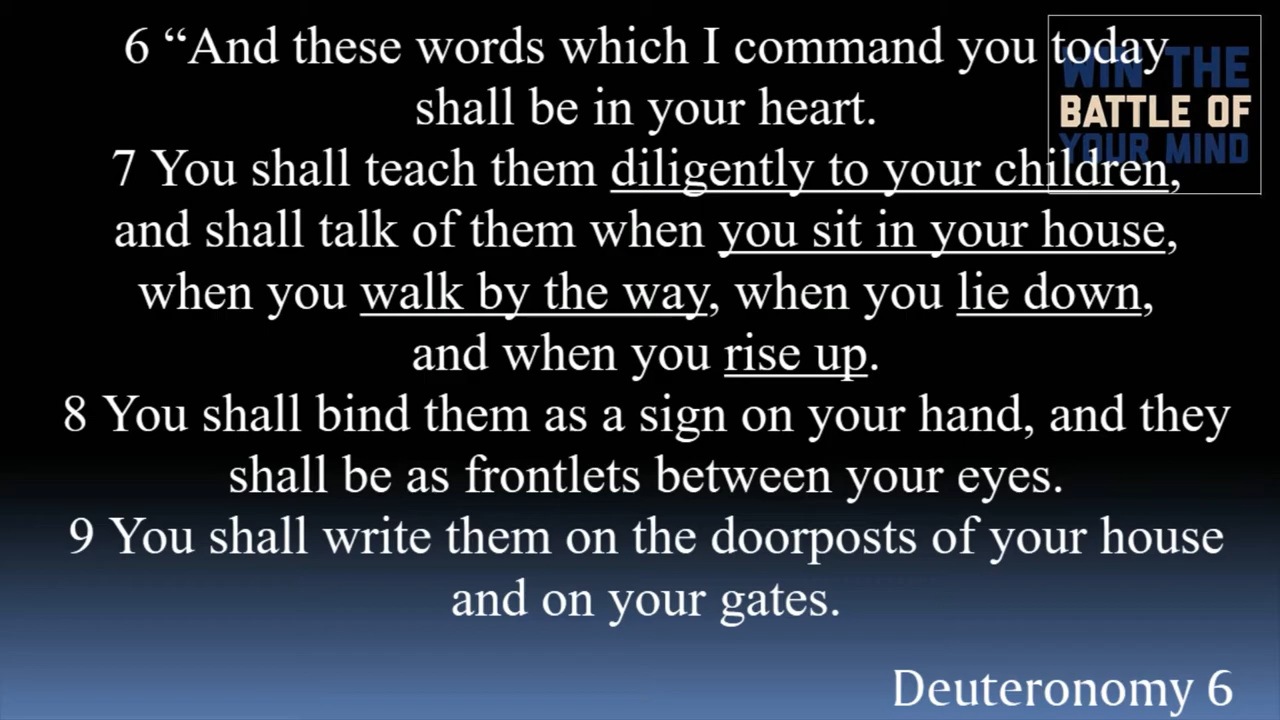 6 “And these words which I command you today
shall be in your heart.
7 You shall teach them diligently to your children,
and shall talk of them when you sit in your house,
when you walk by the way, when you lie down,
and when you rise up.
8 You shall bind them as a sign on your hand, and they
shall be as frontlets between your eyes.
9 You shall write them on the doorposts of your house
and on your gates.
Deuteronomy 6
WIN THE
BATTLE OF
YOUR MIND